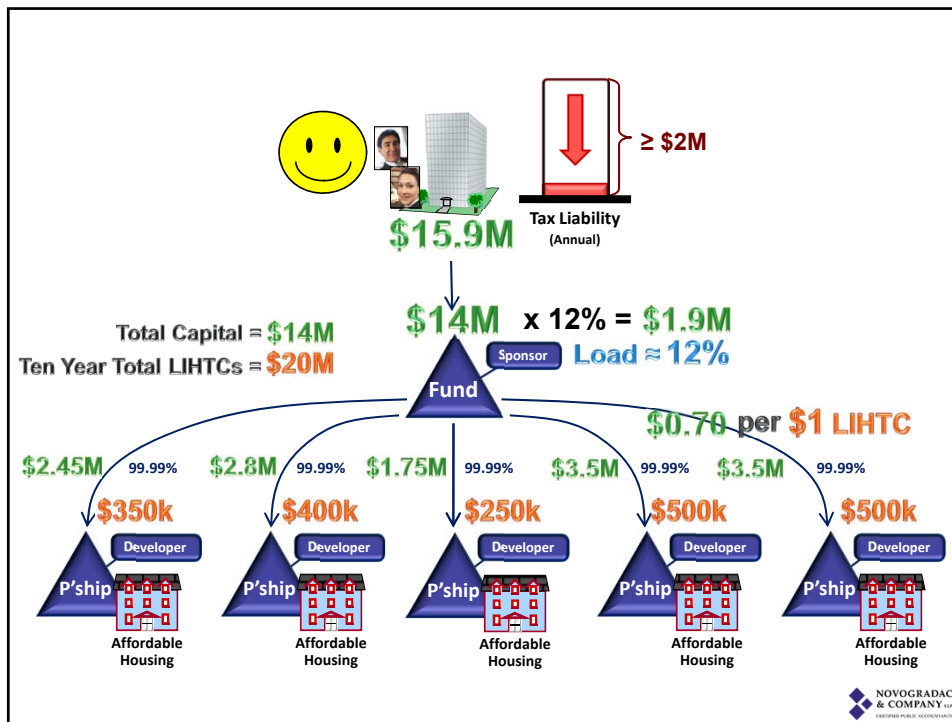 ≥ $2M
Tax Liability
(Annual)
$15.9M
$14M x 12% = $1.9M
Total Capital = $14M
Ten Year Total LIHTCs = $20M
Sponsor
Load ≈ 12%
Fund
$0.70 per $1 LIHTC
$2.45M 99.99% $2.8M 99.99% $1.75M 99.99% $3.5M 99.99% $3.5M 99.99%
$350k $400k $250k $500k $500k
Developer Developer Developer Developer Developer
P'ship P'ship P'ship P'ship P'ship
Affordable Affordable Affordable Affordable Affordable
Housing Housing Housing Housing Housing
NOVOGRADAC
& COMPANY
CERTIFIED PUBLIC ACCOUNTANTS